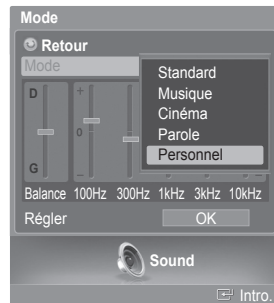 Mode
Retour
Mode
Standard
Musique
Cinéma
Parole
Personnel
D
+
0
G
–
Balance 100Hz 300Hz 1kHz 3kHz 10kHz
Régler OK
Sound
Intro.